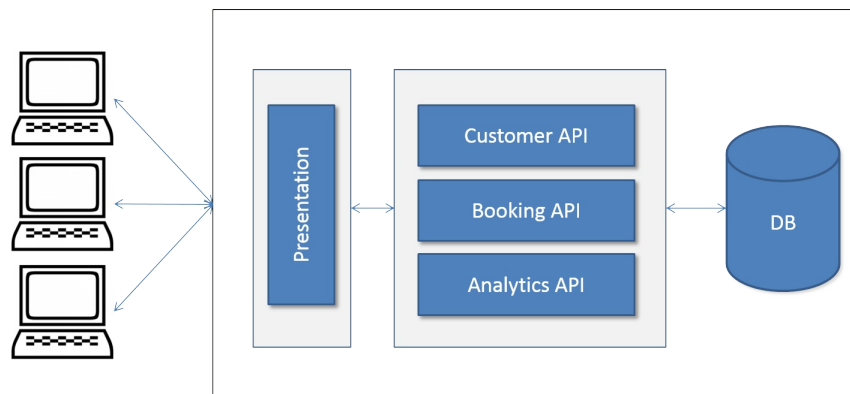 Presentation
Customer API
Booking API
Analytics API
DB